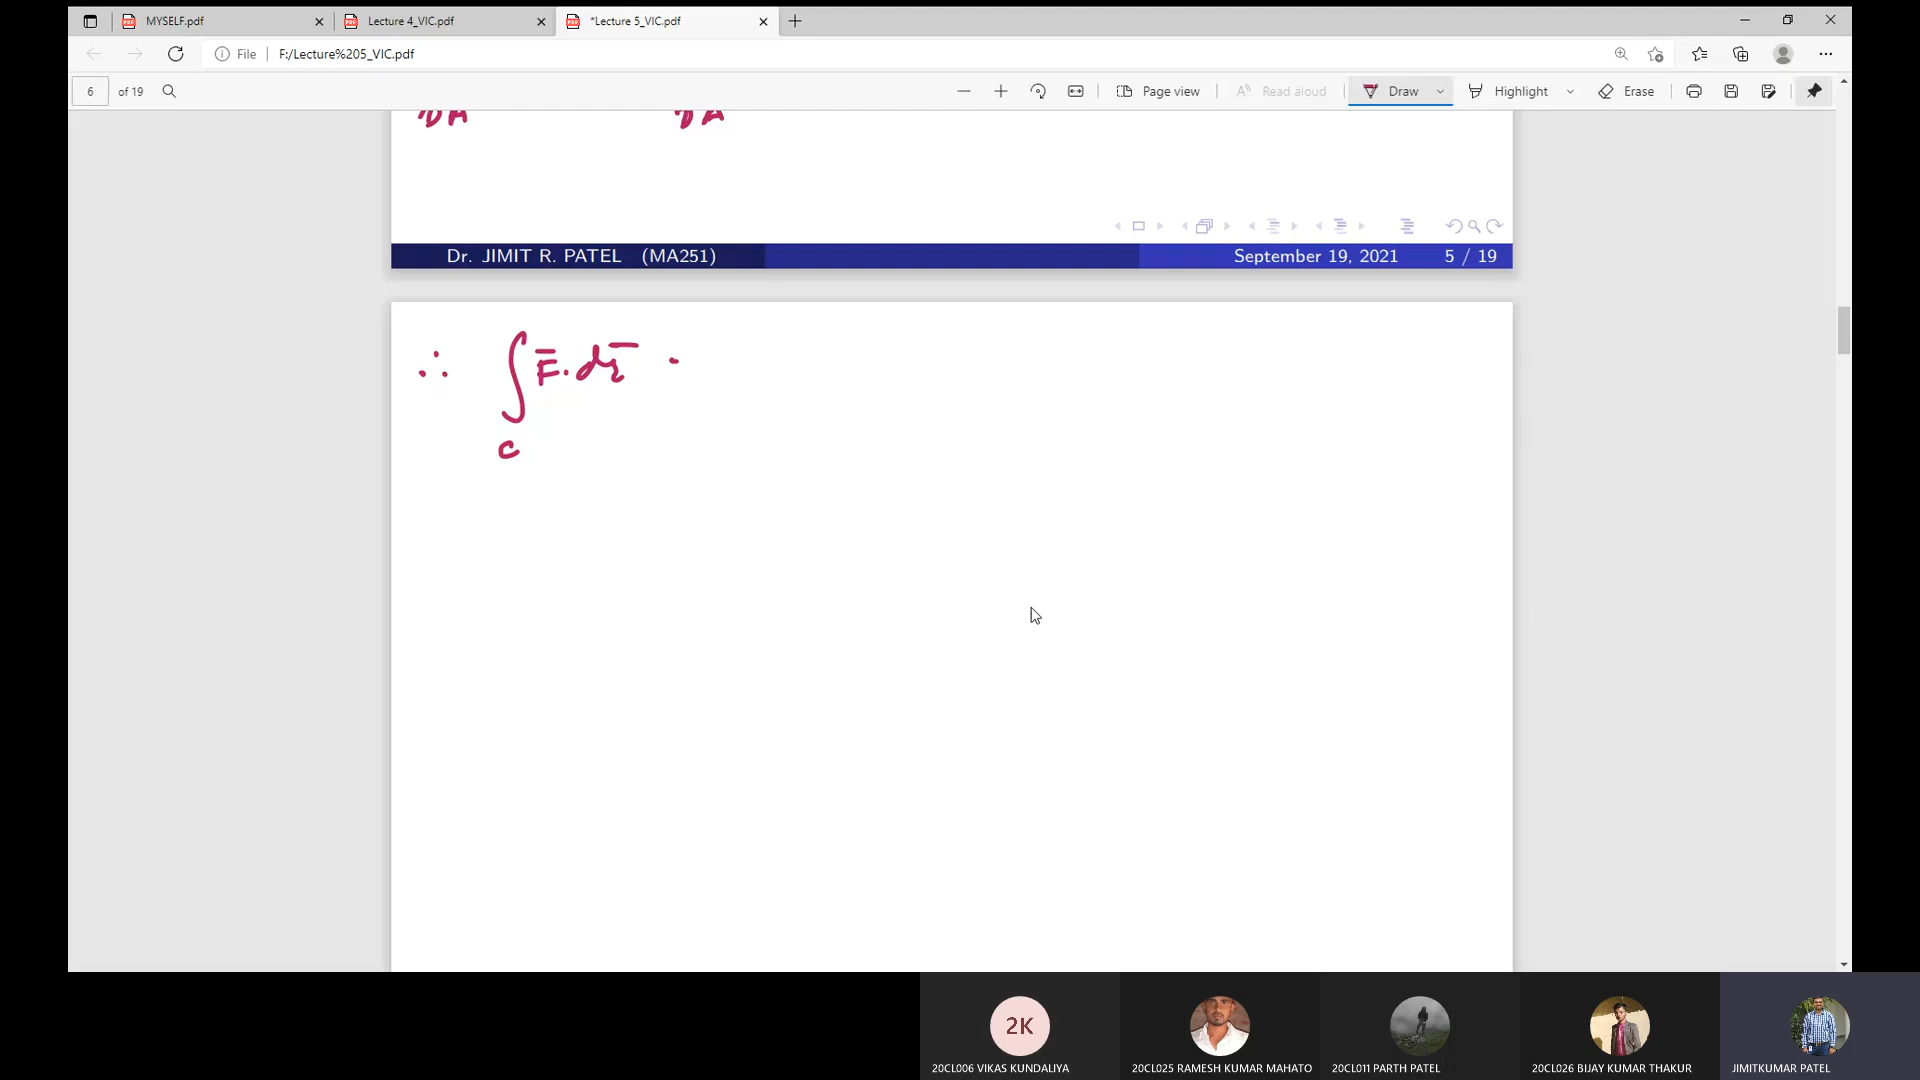 MYSELF.pdf
Lecture 4_VIC.pdf
*Lecture 5_VIC.pdf
File
F:/Lecture%205_VIC.pdf
6 of 19
Page view
Read aloud
Draw
Highlight
Erase
Dr. JIMIT R. PATEL (MA251)
September 19, 2021
5 / 19
∴ ∫ F̅ . dr̅
c
2K
20CL006 VIKAS KUNDALIYA
20CL025 RAMESH KUMAR MAHATO
20CL011 PARTH PATEL
20CL026 BIJAY KUMAR THAKUR
JIMITKUMAR PATEL